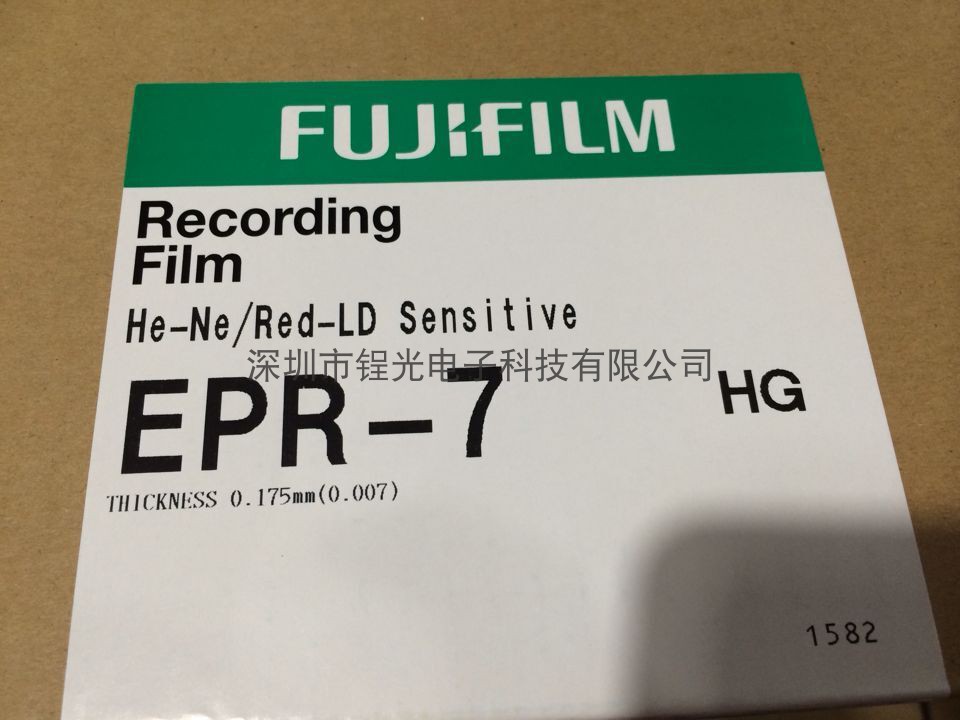 FUJIFILM
Recording
Film
He-Ne/Red-LD Sensitive
深圳市锃光电子科技有限公司
EPR-7
HG
THICKNESS 0.175mm(0.007)
1582